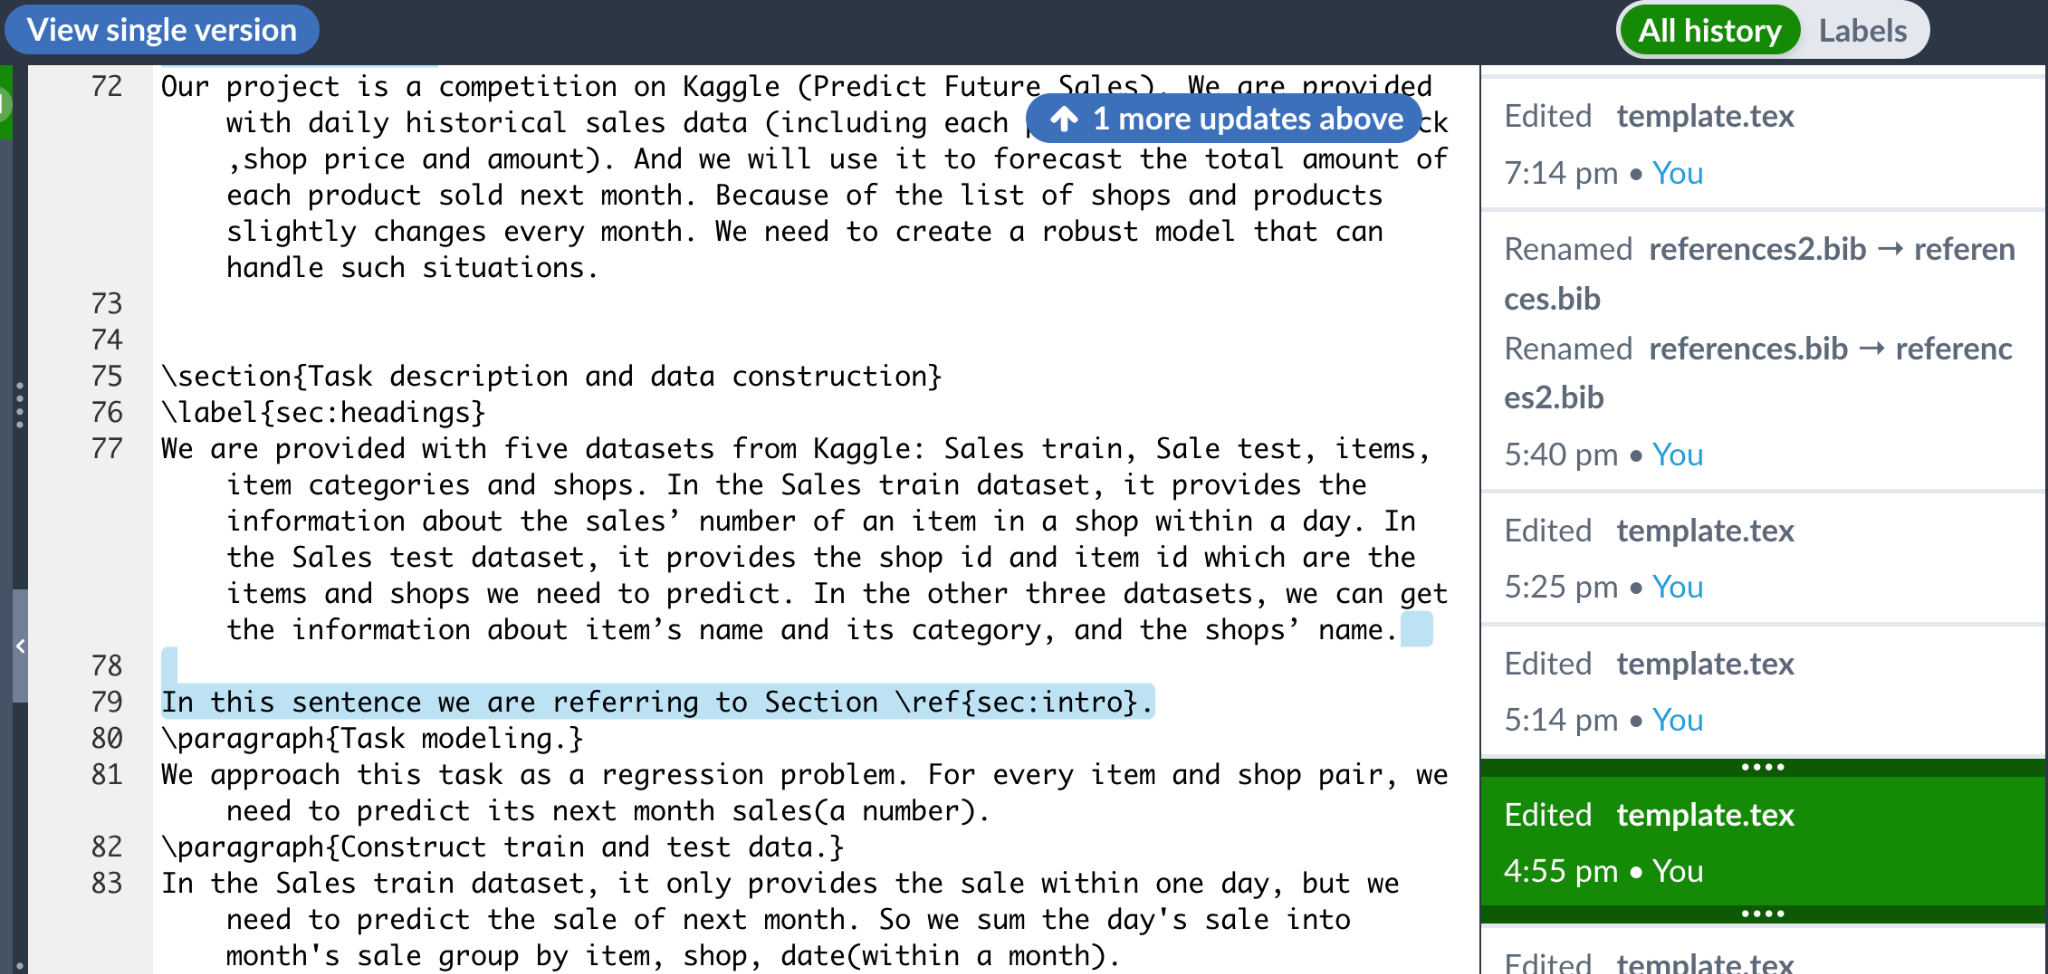 View single version
All history
Labels
72 Our project is a competition on Kaggle (Predict Future Sales). We are provided
with daily historical sales data (including each
ck
1 more updates above
,shop price and amount). And we will use it to forecast the total amount of
each product sold next month. Because of the list of shops and products
slightly changes every month. We need to create a robust model that can
handle such situations.
73
74
75 \section{Task description and data construction}
76 \label{sec:headings}
77 We are provided with five datasets from Kaggle: Sales train, Sale test, items,
item categories and shops. In the Sales train dataset, it provides the
information about the sales’ number of an item in a shop within a day. In
the Sales test dataset, it provides the shop id and item id which are the
items and shops we need to predict. In the other three datasets, we can get
the information about item’s name and its category, and the shops’ name.
78
79 In this sentence we are referring to Section \ref{sec:intro}.
80 \paragraph{Task modeling.}
81 We approach this task as a regression problem. For every item and shop pair, we
need to predict its next month sales(a number).
82 \paragraph{Construct train and test data.}
83 In the Sales train dataset, it only provides the sale within one day, but we
need to predict the sale of next month. So we sum the day's sale into
month's sale group by item, shop, date(within a month).
Edited template.tex
7:14 pm • You
Renamed references2.bib → referen
ces.bib
Renamed references.bib → referenc
es2.bib
5:40 pm • You
Edited template.tex
5:25 pm • You
Edited template.tex
5:14 pm • You
Edited template.tex
4:55 pm • You
Edited template.tex